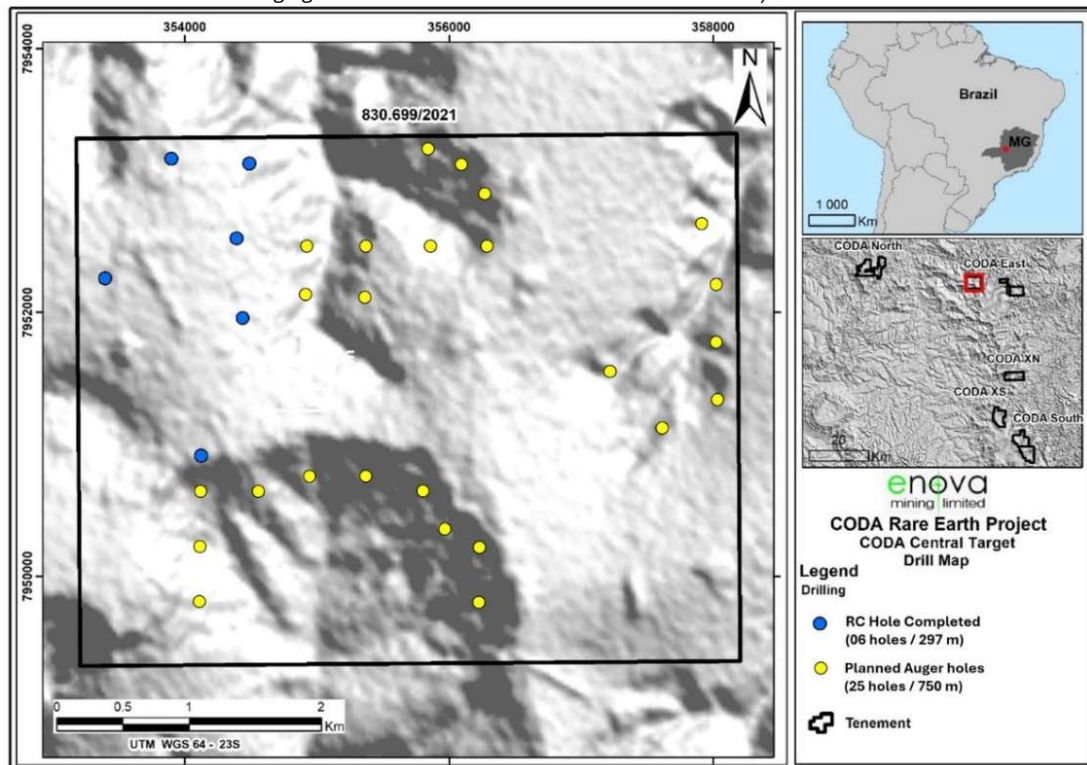 354000
356000
358000
7954000
7952000
7950000
N
830.699/2021
0
0.5
1
2
Km
UTM WGS 64 - 23S
Brazil
MG
1 000
Km
CODA North
CODA East
CODA XN
CODA XS
CODA South
20
Km
enova
mining limited
CODA Rare Earth Project
CODA Central Target
Drill Map
Legend
Drilling
RC Hole Completed
(06 holes / 297 m)
Planned Auger holes
(25 holes / 750 m)
Tenement